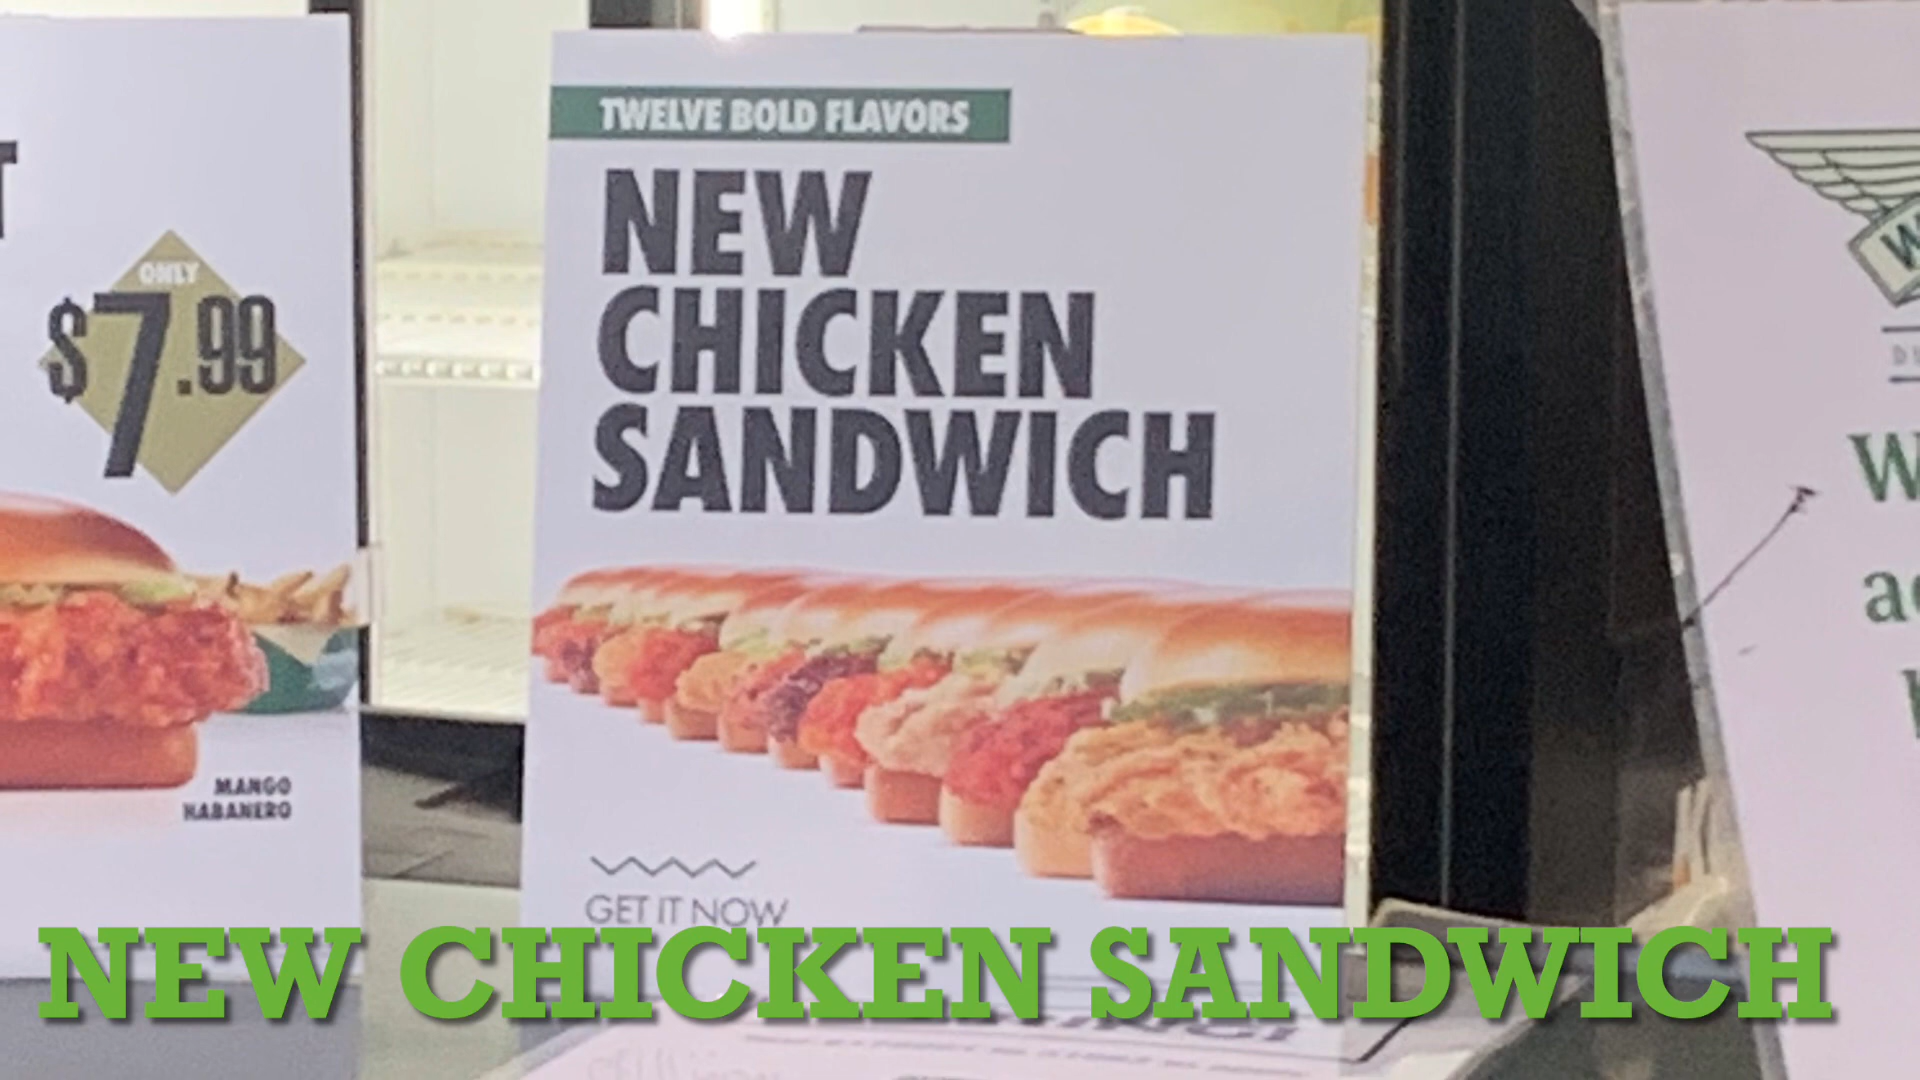 T
ONLY
$7.99
MANGO
HABANERO
TWELVE BOLD FLAVORS
NEW
CHICKEN
SANDWICH
GET IT NOW
W
W
NEW CHICKEN SANDWICH